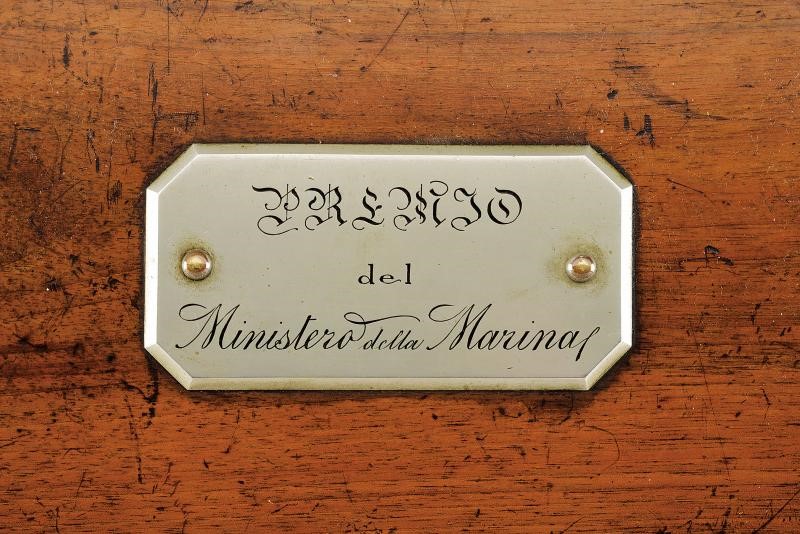 PREMIO
del
Ministero della Marina